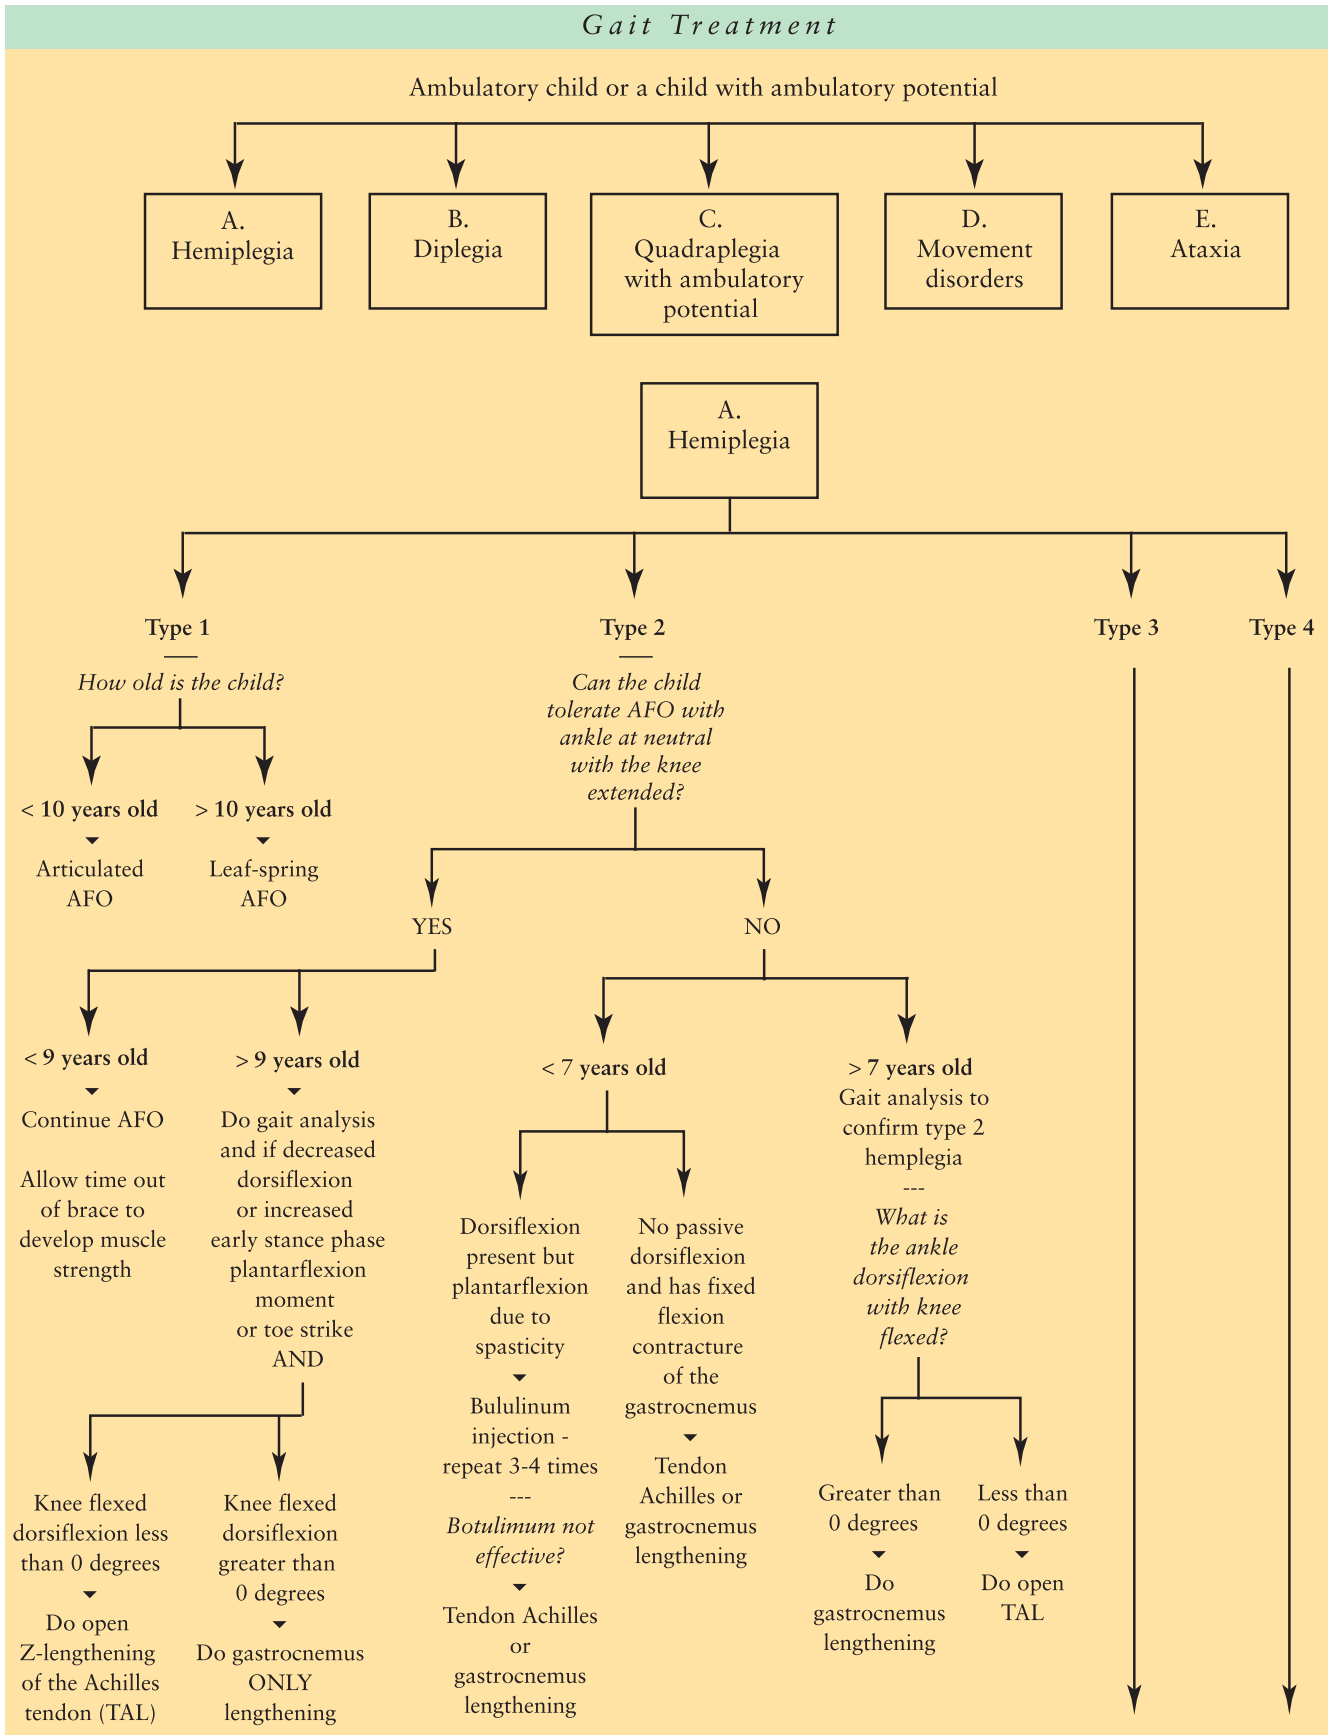 Gait Treatment
Ambulatory child or a child with ambulatory potential
A.
Hemiplegia
B.
Diplegia
C.
Quadraplegia
with ambulatory
potential
D.
Movement
disorders
E.
Ataxia
A.
Hemiplegia
Type 1
How old is the child?
< 10 years old
Articulated
AFO
> 10 years old
Leaf-spring
AFO
Type 2
Can the child
tolerate AFO with
ankle at neutral
with the knee
extended?
YES
< 9 years old
Continue AFO
Allow time out
of brace to
develop muscle
strength
> 9 years old
Do gait analysis
and if decreased
dorsiflexion
or increased
early stance phase
plantarflexion
moment
or toe strike
AND
Knee flexed
dorsiflexion less
than 0 degrees
Do open
Z-lengthening
of the Achilles
tendon (TAL)
Knee flexed
dorsiflexion
greater than
0 degrees
Do gastrocnemus
ONLY
lengthening
NO
< 7 years old
Dorsiflexion
present but
plantarflexion
due to
spasticity
Bululinum
injection -
repeat 3-4 times
---
Botulimum not
effective?
Tendon Achilles
or
gastrocnemus
lengthening
No passive
dorsiflexion
and has fixed
flexion
contracture
of the
gastrocnemus
Tendon
Achilles or
gastrocnemus
lengthening
> 7 years old
Gait analysis to
confirm type 2
hemplegia
---
What is
the ankle
dorsiflexion
with knee
flexed?
Greater than
0 degrees
Do
gastrocnemus
lengthening
Less than
0 degrees
Do open
TAL
Type 3
Type 4